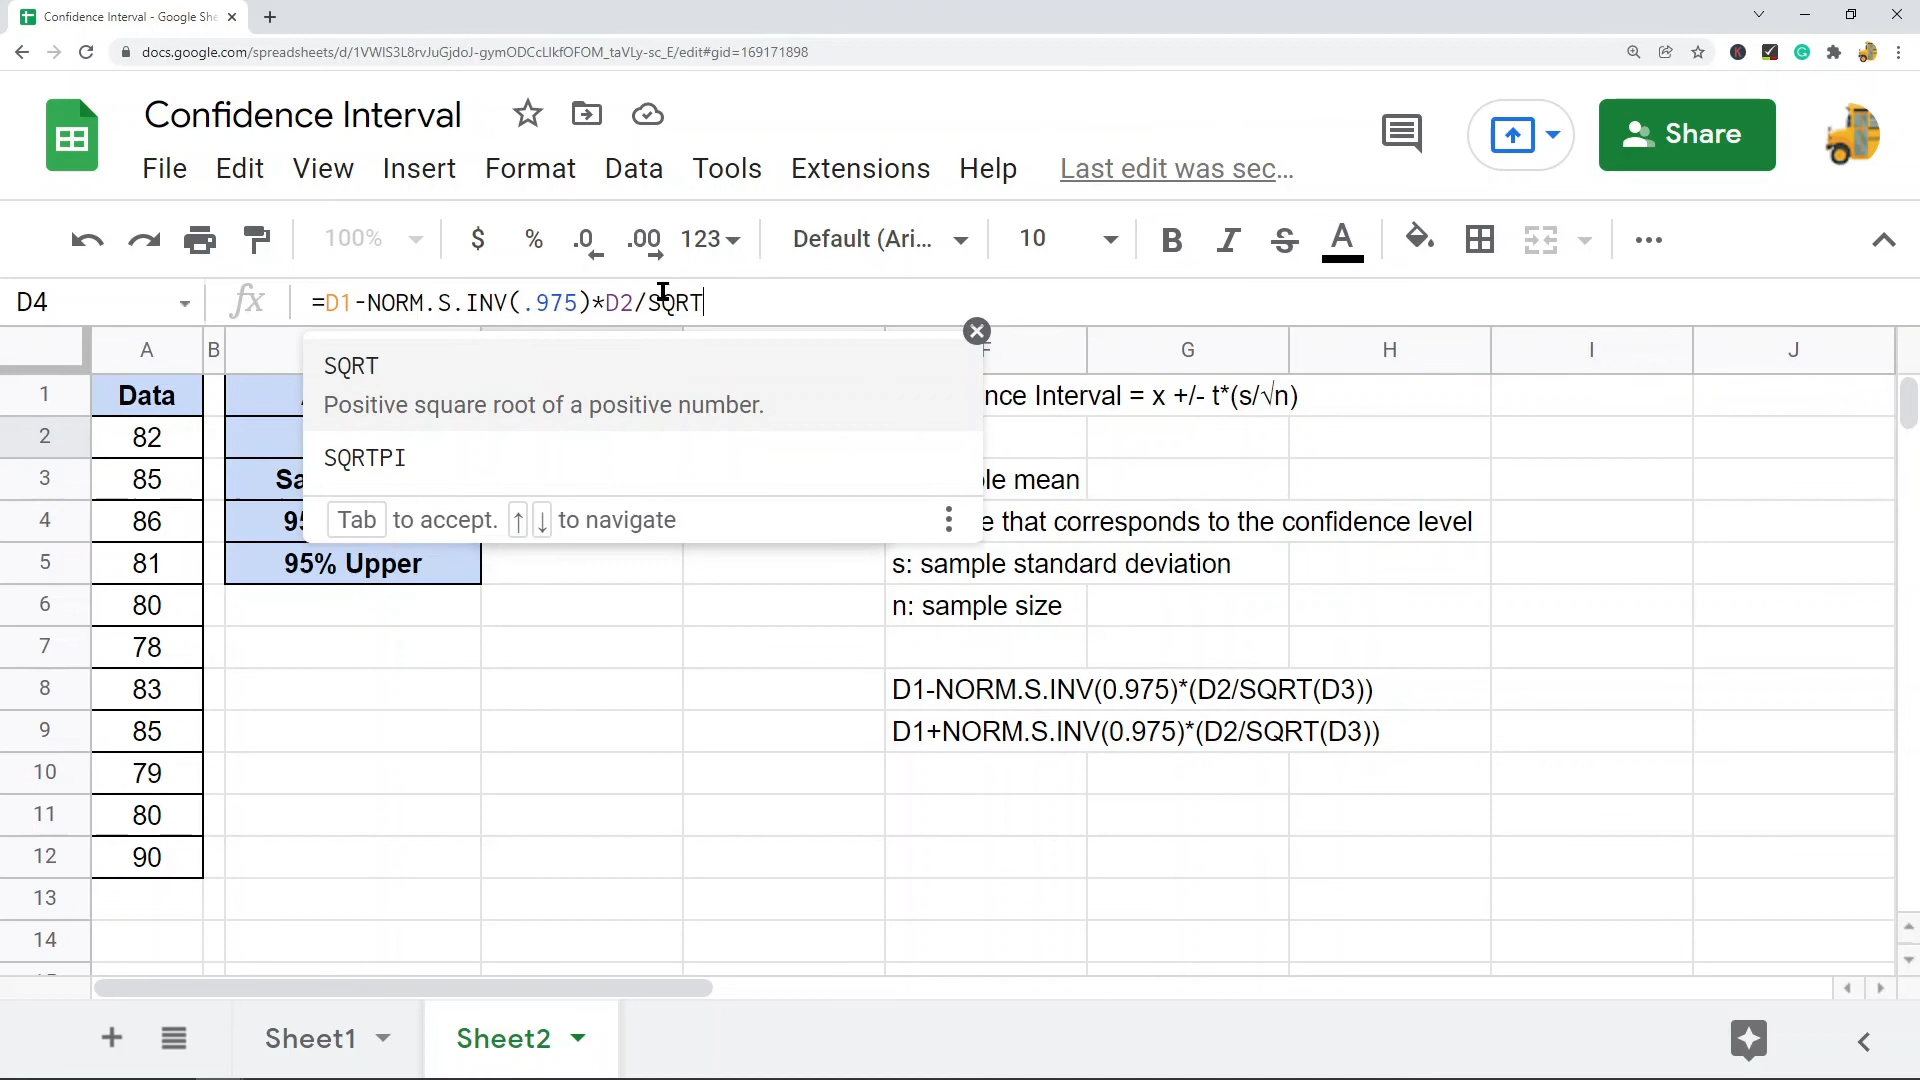 Confidence Interval - Google She
docs.google.com/spreadsheets/d/1VWIS3L8rvJuGjdoJ-gymODCcLIkfOFOM_taVLy-sc_E/edit#gid=169171898
Confidence Interval
Share
File Edit View Insert Format Data Tools Extensions Help Last edit was sec…
100% $ % .0 .00 123 Default (Ari... 10 B I S A
D4 fx =D1-NORM.S.INV(.975)*D2/SQRT
A B F G H I J
SQRT
Positive square root of a positive number.
SQRTPI
Tab to accept. ↑ ↓ to navigate
1 Data nce Interval = x +/- t*(s/√n)
2 82
3 85 Sa le mean
4 86 95 e that corresponds to the confidence level
5 81 95% Upper s: sample standard deviation
6 80 n: sample size
7 78
8 83 D1-NORM.S.INV(0.975)*(D2/SQRT(D3))
9 85 D1+NORM.S.INV(0.975)*(D2/SQRT(D3))
10 79
11 80
12 90
13
14
Sheet1 Sheet2